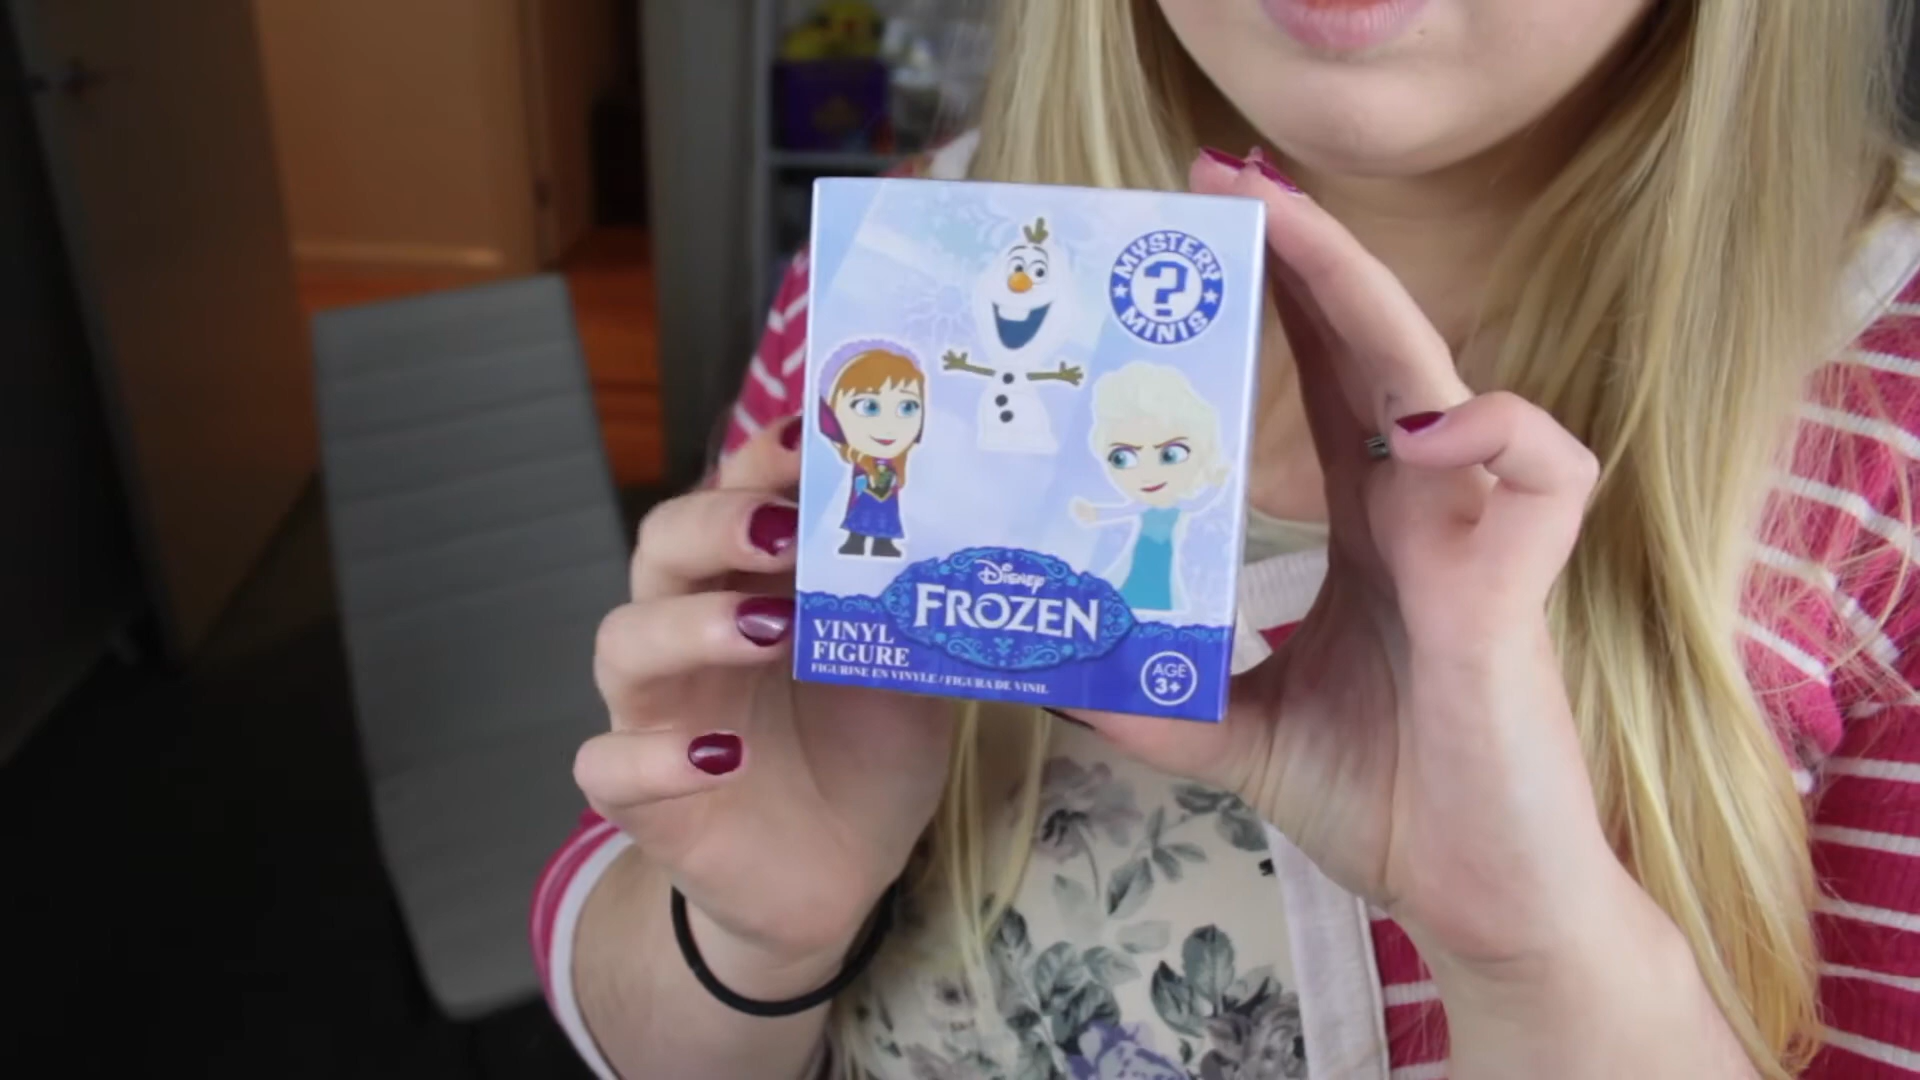 MYSTERY
?
MINIS
Disney
FROZEN
VINYL
FIGURE
FIGURINE EN VINYLE / FIGURA DE VINIL
AGE
3+